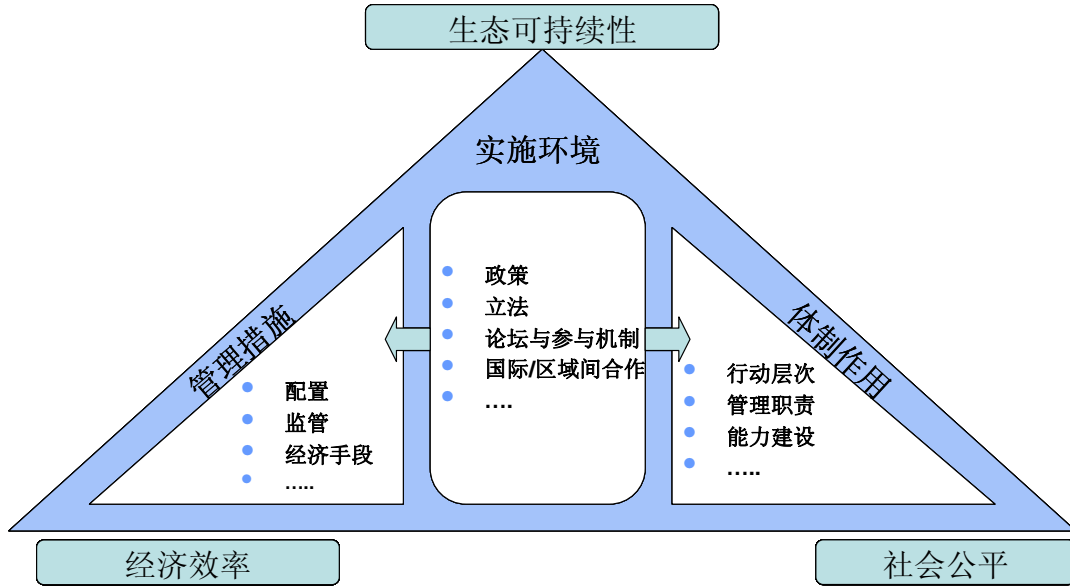 生态可持续性
实施环境
管理措施
体制作用
政策
立法
论坛与参与机制
国际/区域间合作
….
配置
监管
经济手段
…..
行动层次
管理职责
能力建设
…..
经济效率
社会公平